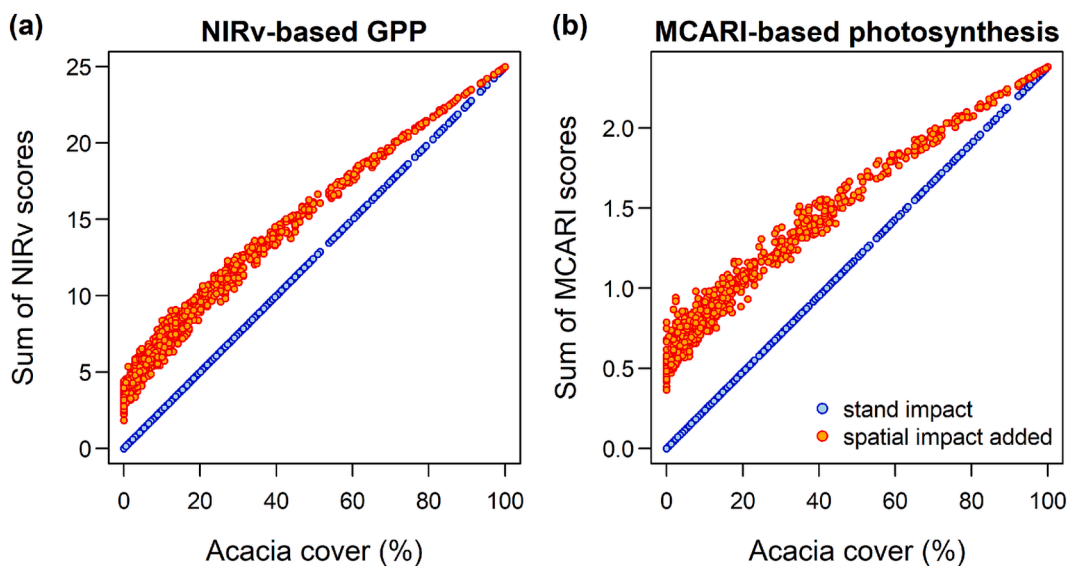 (a) NIRv-based GPP
Sum of NIRv scores
25
20
15
10
5
0
0 20 40 60 80 100
Acacia cover (%)
(b) MCARI-based photosynthesis
Sum of MCARI scores
2.0
1.5
1.0
0.5
0.0
stand impact
spatial impact added
0 20 40 60 80 100
Acacia cover (%)